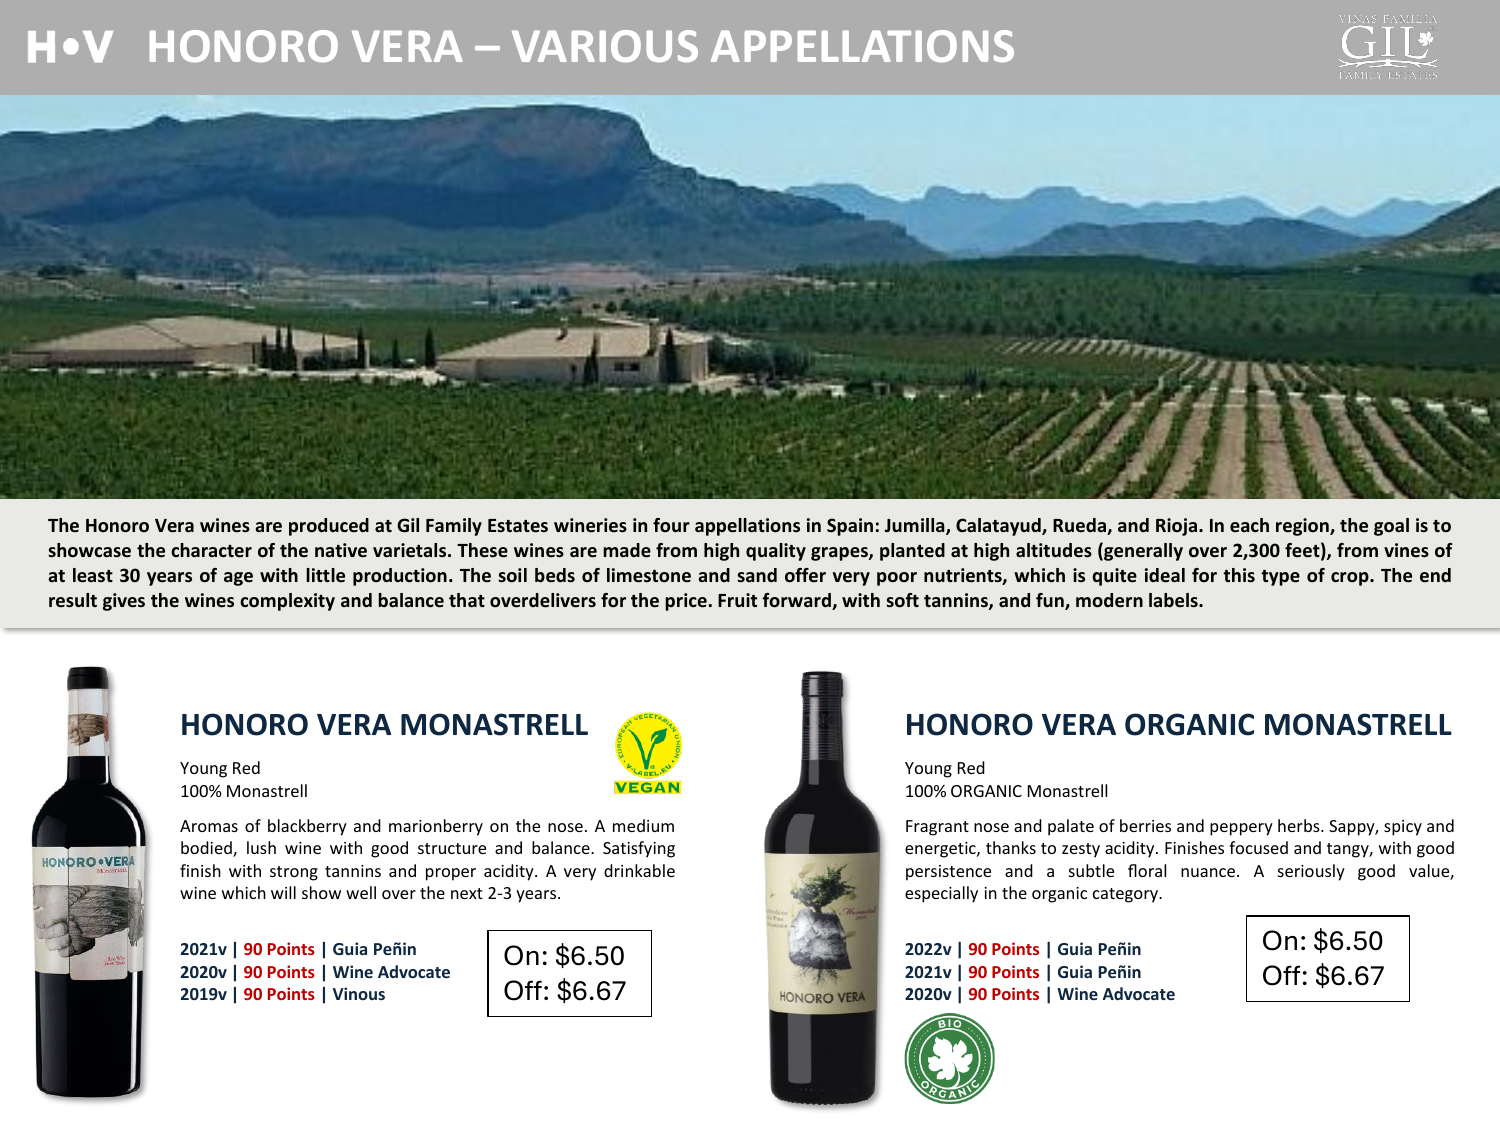 H•V HONORO VERA – VARIOUS APPELLATIONS
VINAS FAMILIA
GIL
FAMILY ESTATES
The Honoro Vera wines are produced at Gil Family Estates wineries in four appellations in Spain: Jumilla, Calatayud, Rueda, and Rioja. In each region, the goal is to
showcase the character of the native varietals. These wines are made from high quality grapes, planted at high altitudes (generally over 2,300 feet), from vines of
at least 30 years of age with little production. The soil beds of limestone and sand offer very poor nutrients, which is quite ideal for this type of crop. The end
result gives the wines complexity and balance that overdelivers for the price. Fruit forward, with soft tannins, and fun, modern labels.
HONORO•VERA
MONASTRELL
HONORO VERA MONASTRELL
EUROPEAN VEGETARIAN UNION
V-LABEL.EU
VEGAN
Young Red
100% Monastrell
Aromas of blackberry and marionberry on the nose. A medium
bodied, lush wine with good structure and balance. Satisfying
finish with strong tannins and proper acidity. A very drinkable
wine which will show well over the next 2-3 years.
2021v | 90 Points | Guia Peñin
2020v | 90 Points | Wine Advocate
2019v | 90 Points | Vinous
On: $6.50
Off: $6.67
Monastrell
HONORO VERA
HONORO VERA ORGANIC MONASTRELL
Young Red
100% ORGANIC Monastrell
Fragrant nose and palate of berries and peppery herbs. Sappy, spicy and
energetic, thanks to zesty acidity. Finishes focused and tangy, with good
persistence and a subtle floral nuance. A seriously good value,
especially in the organic category.
2022v | 90 Points | Guia Peñin
2021v | 90 Points | Guia Peñin
2020v | 90 Points | Wine Advocate
On: $6.50
Off: $6.67
BIO
ORGANIC